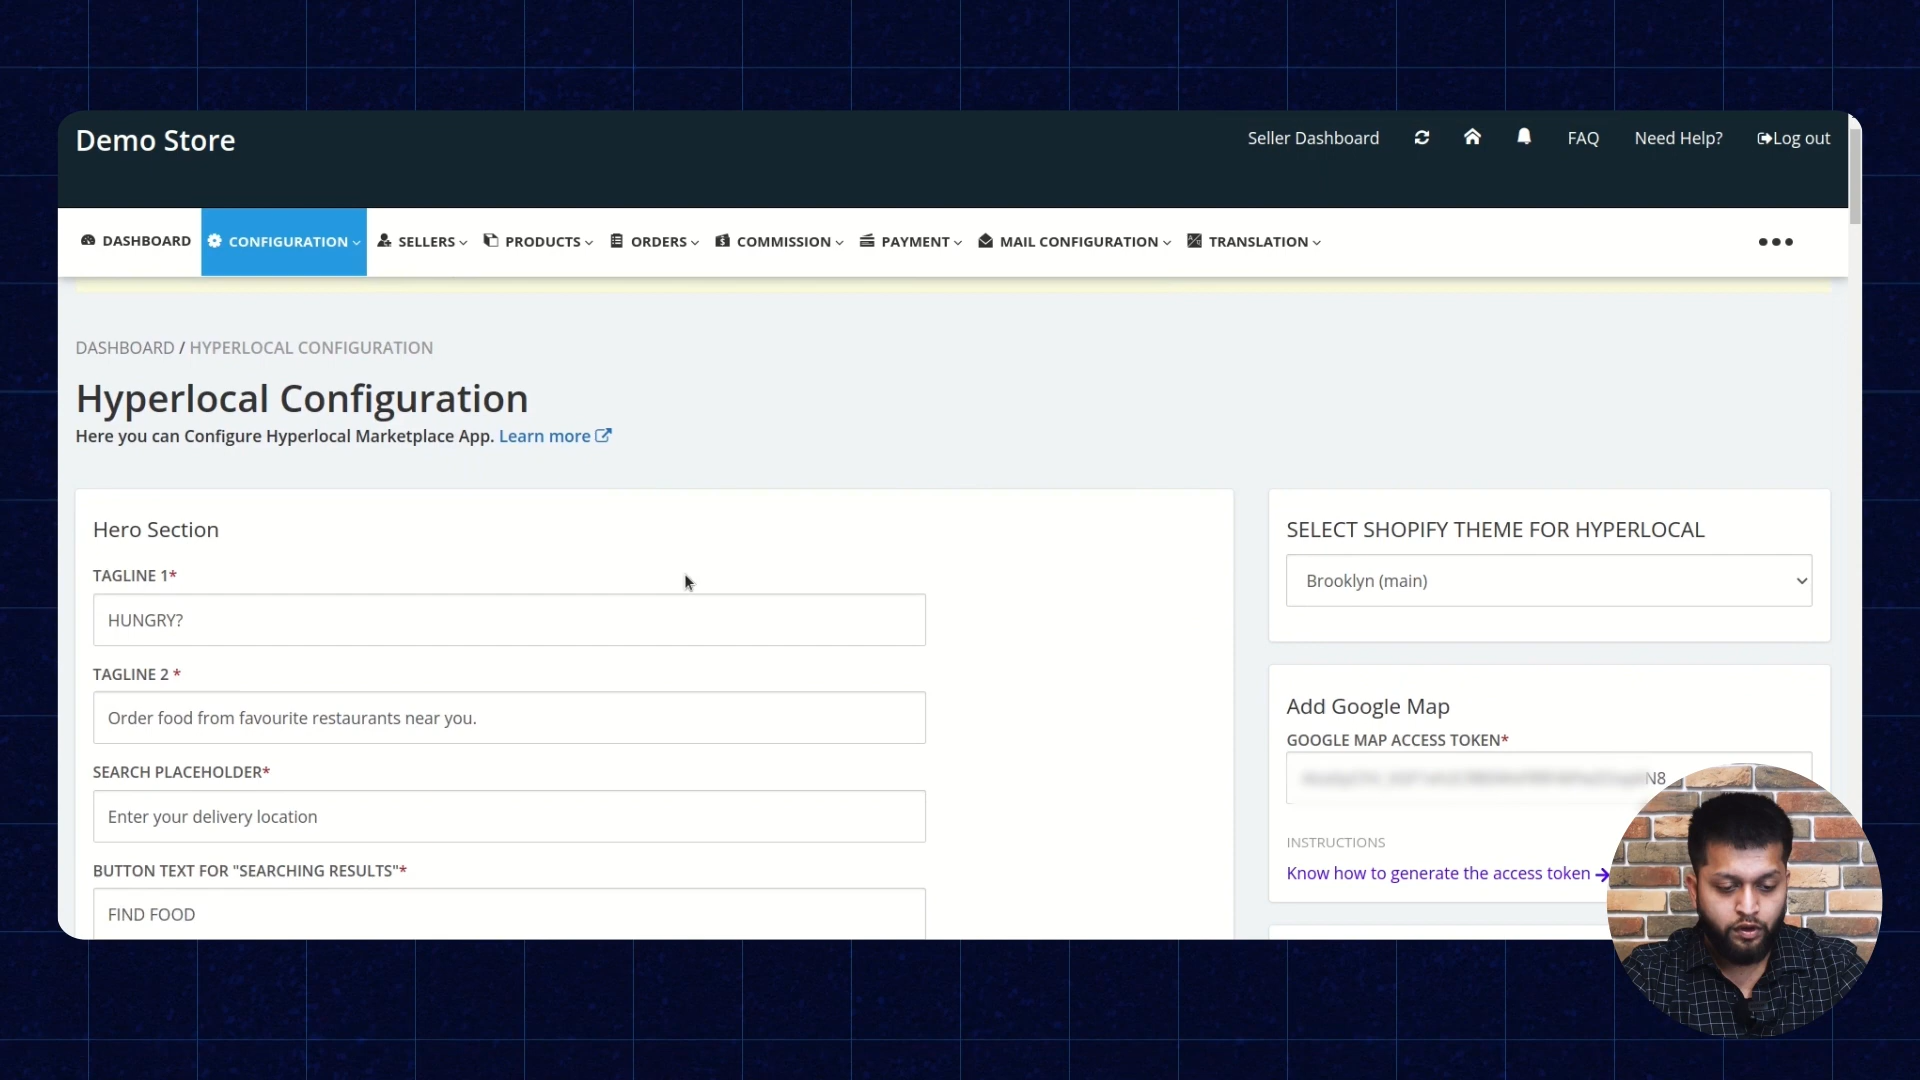 Demo Store
Seller Dashboard
FAQ
Need Help?
Log out
DASHBOARD
CONFIGURATION
SELLERS
PRODUCTS
ORDERS
COMMISSION
PAYMENT
MAIL CONFIGURATION
TRANSLATION
DASHBOARD / HYPERLOCAL CONFIGURATION
Hyperlocal Configuration
Here you can Configure Hyperlocal Marketplace App. Learn more
Hero Section
TAGLINE 1*
HUNGRY?
TAGLINE 2 *
Order food from favourite restaurants near you.
SEARCH PLACEHOLDER*
Enter your delivery location
BUTTON TEXT FOR "SEARCHING RESULTS"*
FIND FOOD
SELECT SHOPIFY THEME FOR HYPERLOCAL
Brooklyn (main)
Add Google Map
GOOGLE MAP ACCESS TOKEN*
N8
INSTRUCTIONS
Know how to generate the access token